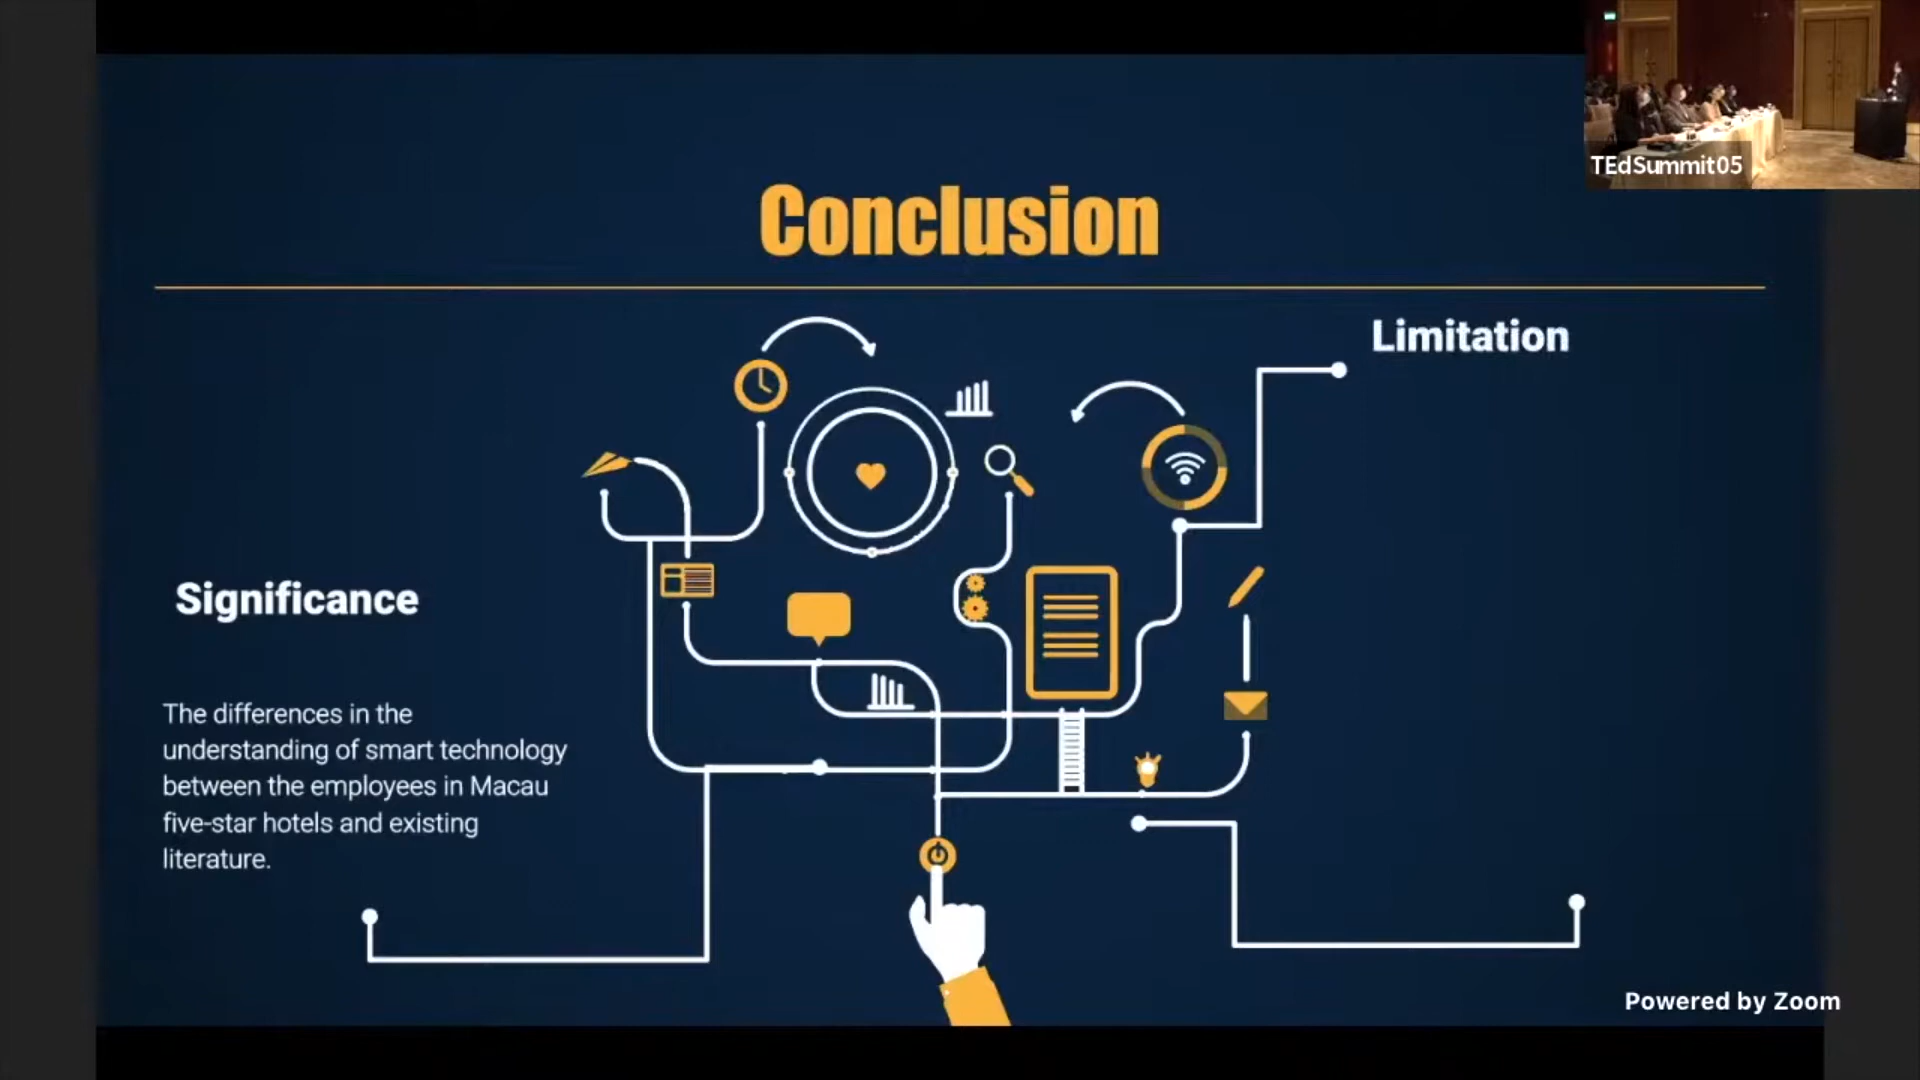 TEdSummit05
Conclusion
Limitation
Significance
The differences in the
understanding of smart technology
between the employees in Macau
five-star hotels and existing
literature.
Powered by Zoom